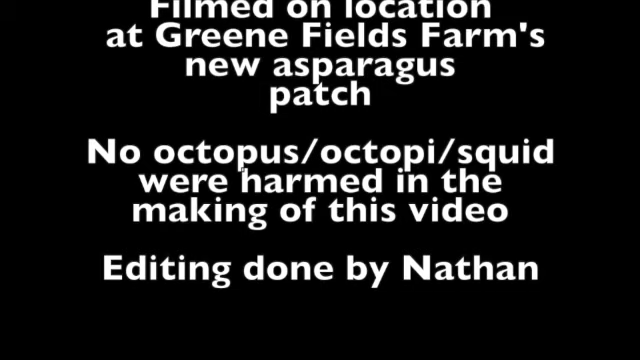 Filmed on location
at Greene Fields Farm's
new asparagus
patch
No octopus/octopi/squid
were harmed in the
making of this video
Editing done by Nathan